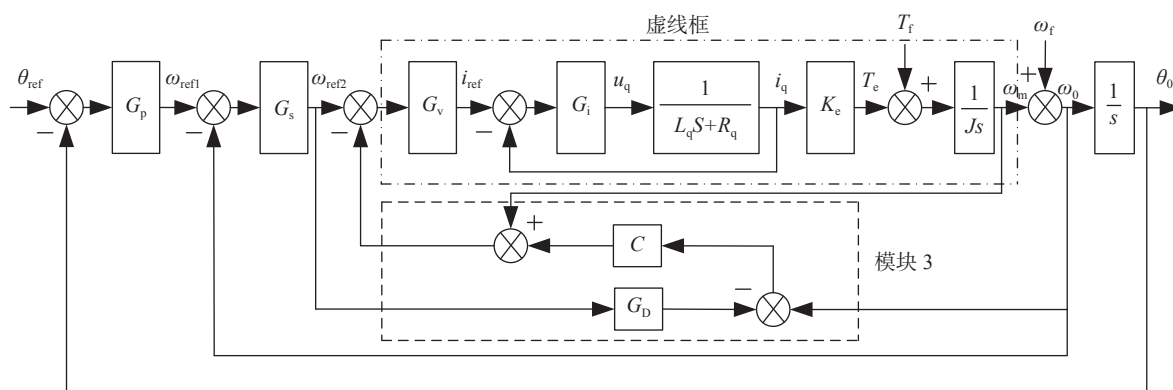 虚线框
T_f
ω_f
θ_ref
G_p
ω_ref1
G_s
ω_ref2
G_v
i_ref
G_i
u_q
1
L_qS+R_q
i_q
K_e
T_e
+
1
Js
ω_m
+
ω_0
1
s
θ_0
−
−
−
−
+
C
模块 3
−
G_D